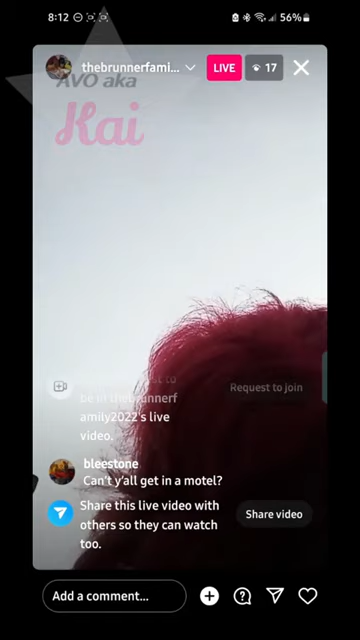 8:12
56%
thebrunnerfami...
LIVE
17
AVO aka
Kai
be in thebrunnerf
amily2022's live
video.
Request to join
bleestone
Can't y'all get in a motel?
Share this live video with
others so they can watch
too.
Share video
Add a comment...